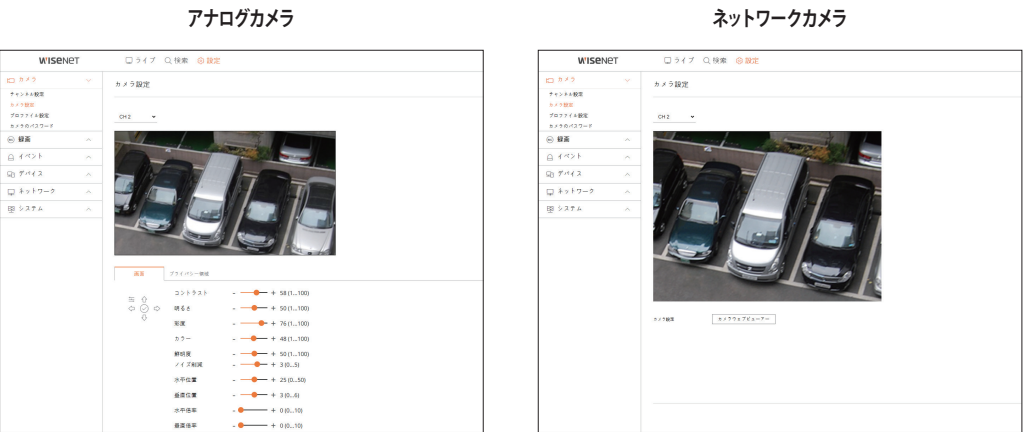 アナログカメラ
WISENET
ライブ 検索 設定
カメラ
チャンネル設定
カメラ設定
プロファイル設定
カメラのパスワード
録画
イベント
デバイス
ネットワーク
システム
カメラ設定
CH 2
画面 プライバシー領域
コントラスト - + 58 (1...100)
明るさ - + 50 (1...100)
彩度 - + 76 (1...100)
カラー - + 48 (1...100)
鮮明度 - + 50 (1...100)
ノイズ削減 - + 3 (0...5)
水平位置 - + 25 (0...50)
垂直位置 - + 3 (0...6)
水平倍率 - + 0 (0...10)
垂直倍率 - + 0 (0...10)
ネットワークカメラ
WISENET
ライブ 検索 設定
カメラ
チャンネル設定
カメラ設定
プロファイル設定
カメラのパスワード
録画
イベント
デバイス
ネットワーク
システム
カメラ設定
CH 2
カメラ設定 カメラウェブビューアー